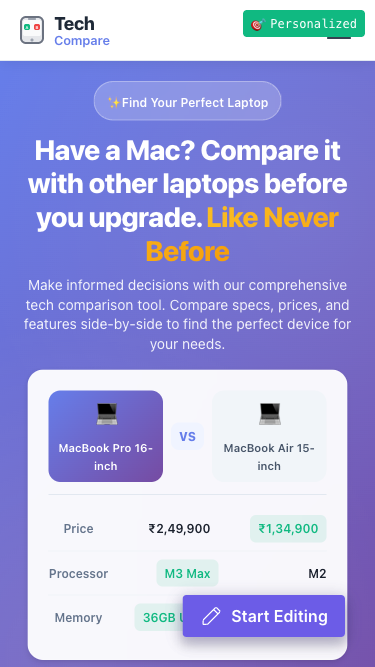 Tech
Compare
🎯 Personalized
✨Find Your Perfect Laptop
Have a Mac? Compare it
with other laptops before
you upgrade. Like Never
Before
Make informed decisions with our comprehensive
tech comparison tool. Compare specs, prices, and
features side-by-side to find the perfect device for
your needs.
MacBook Pro 16-
inch
VS
MacBook Air 15-
inch
Price ₹2,49,900 ₹1,34,900
Processor M3 Max M2
Memory 36GB
Start Editing